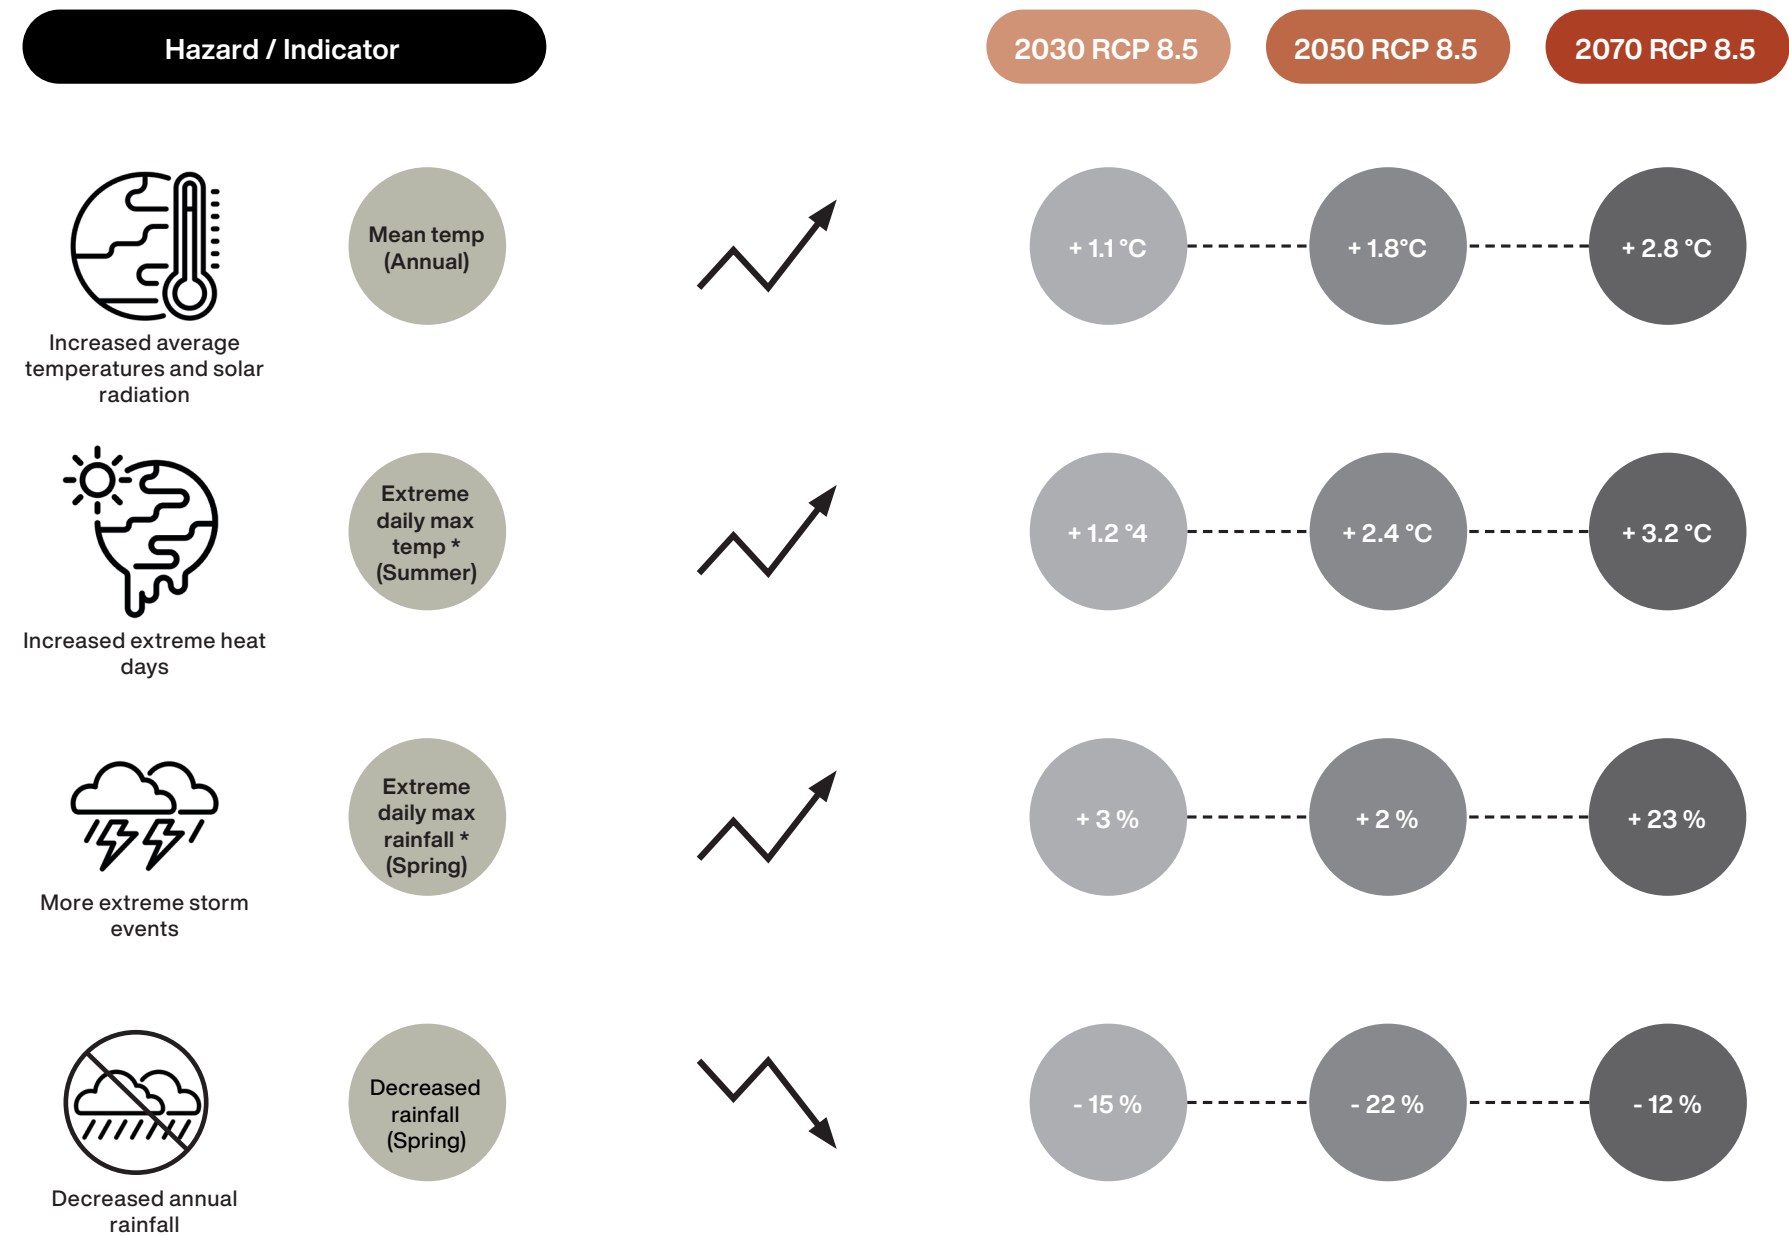 Hazard / Indicator
2030 RCP 8.5
2050 RCP 8.5
2070 RCP 8.5
Increased average
temperatures and solar
radiation
Mean temp
(Annual)
+ 1.1 °C
+ 1.8°C
+ 2.8 °C
Increased extreme heat
days
Extreme
daily max
temp *
(Summer)
+ 1.2 °4
+ 2.4 °C
+ 3.2 °C
More extreme storm
events
Extreme
daily max
rainfall *
(Spring)
+ 3 %
+ 2 %
+ 23 %
Decreased annual
rainfall
Decreased
rainfall
(Spring)
- 15 %
- 22 %
- 12 %